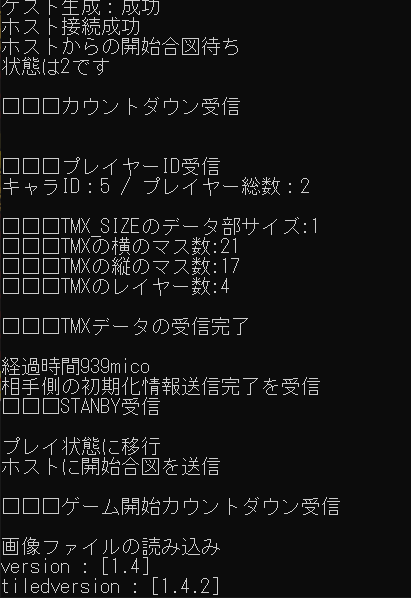 ゲスト生成：成功
ホスト接続成功
ホストからの開始合図待ち
状態は2です
□□□カウントダウン受信
□□□プレイヤーID受信
キャラID：5 / プレイヤー総数：2
□□□TMX_SIZEのデータ部サイズ:1
□□□TMXの横のマス数:21
□□□TMXの縦のマス数:17
□□□TMXのレイヤー数:4
□□□TMXデータの受信完了
経過時間939mico
相手側の初期化情報送信完了を受信
□□□STANBY受信
プレイ状態に移行
ホストに開始合図を送信
□□□ゲーム開始カウントダウン受信
画像ファイルの読み込み
version : [1.4]
tiledversion : [1.4.2]